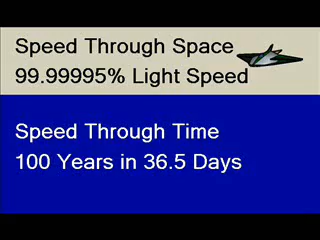 Speed Through Space
99.99995% Light Speed
Speed Through Time
100 Years in 36.5 Days